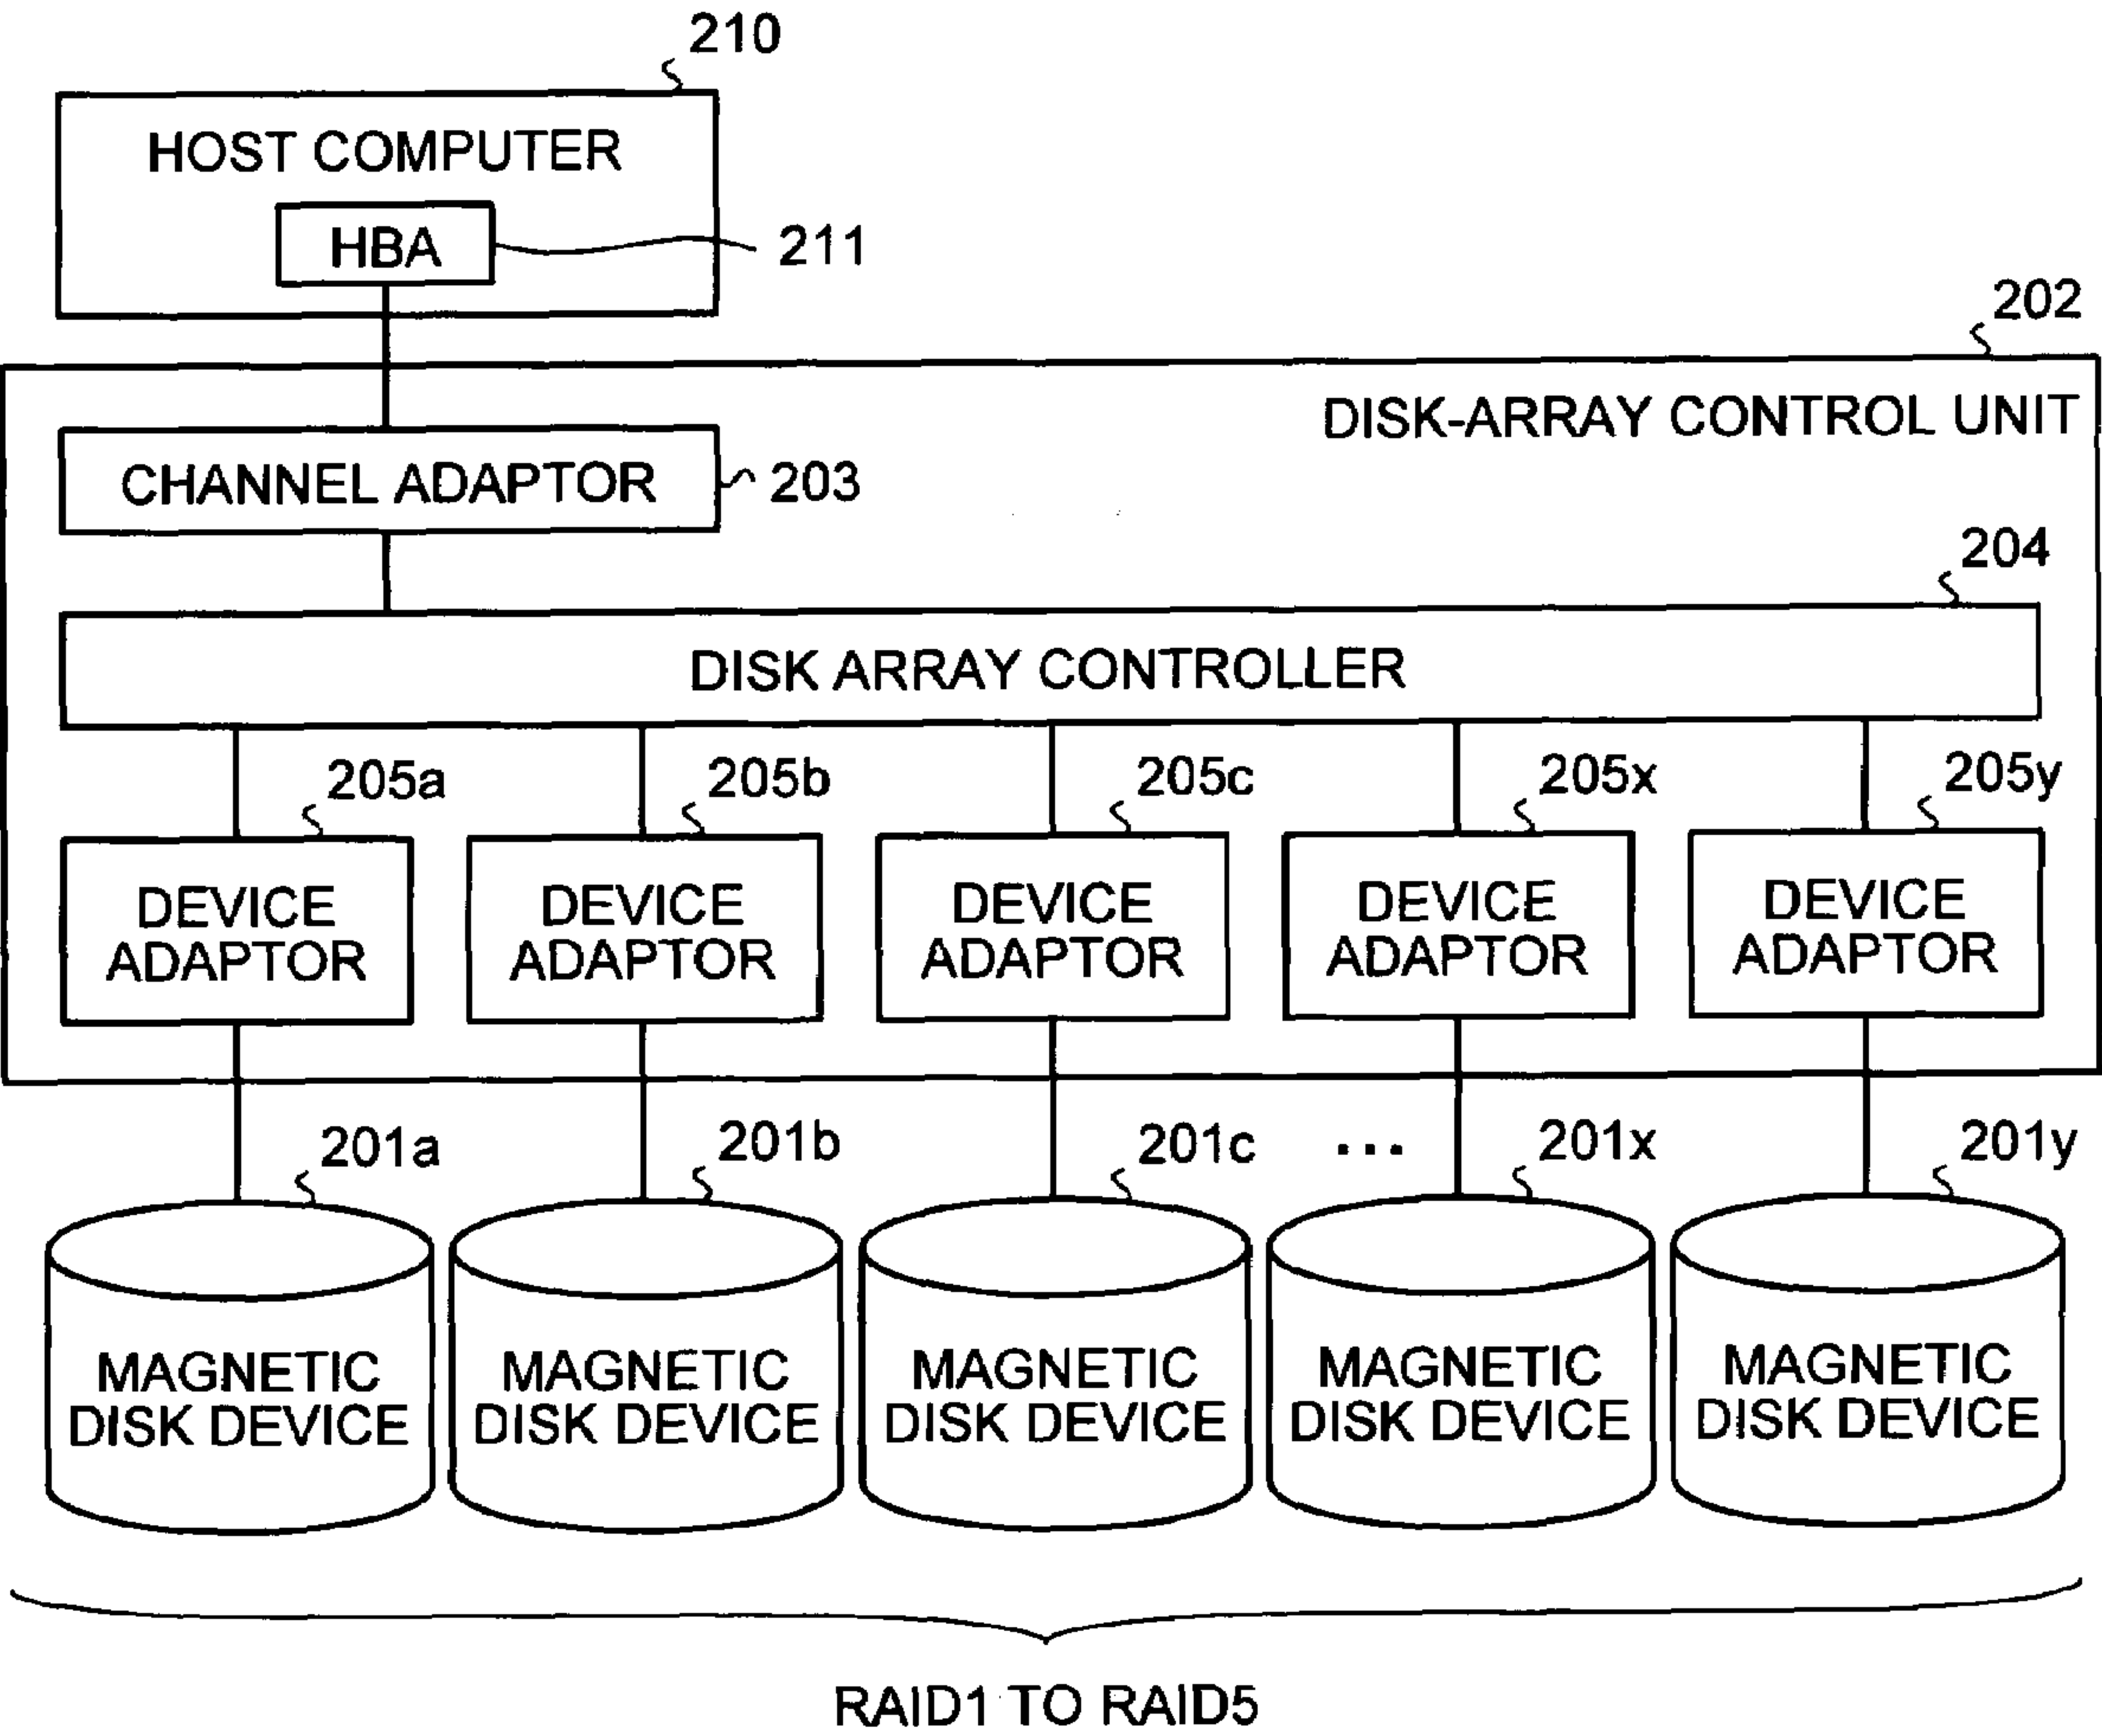 210
HOST COMPUTER
HBA
211
202
DISK-ARRAY CONTROL UNIT
CHANNEL ADAPTOR
203
204
DISK ARRAY CONTROLLER
205a
205b
205c
205x
205y
DEVICE
ADAPTOR
DEVICE
ADAPTOR
DEVICE
ADAPTOR
DEVICE
ADAPTOR
DEVICE
ADAPTOR
201a
201b
201c
...
201x
201y
MAGNETIC
DISK DEVICE
MAGNETIC
DISK DEVICE
MAGNETIC
DISK DEVICE
MAGNETIC
DISK DEVICE
MAGNETIC
DISK DEVICE
RAID1 TO RAID5